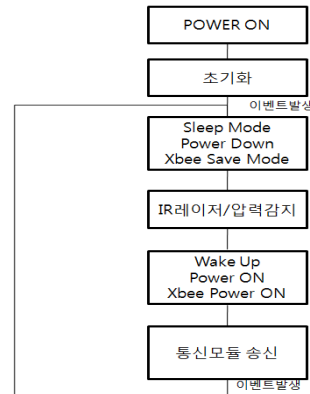 POWER ON
초기화
이벤트발생
Sleep Mode
Power Down
Xbee Save Mode
IR레이저/압력감지
Wake Up
Power ON
Xbee Power ON
통신모듈 송신
이벤트발생